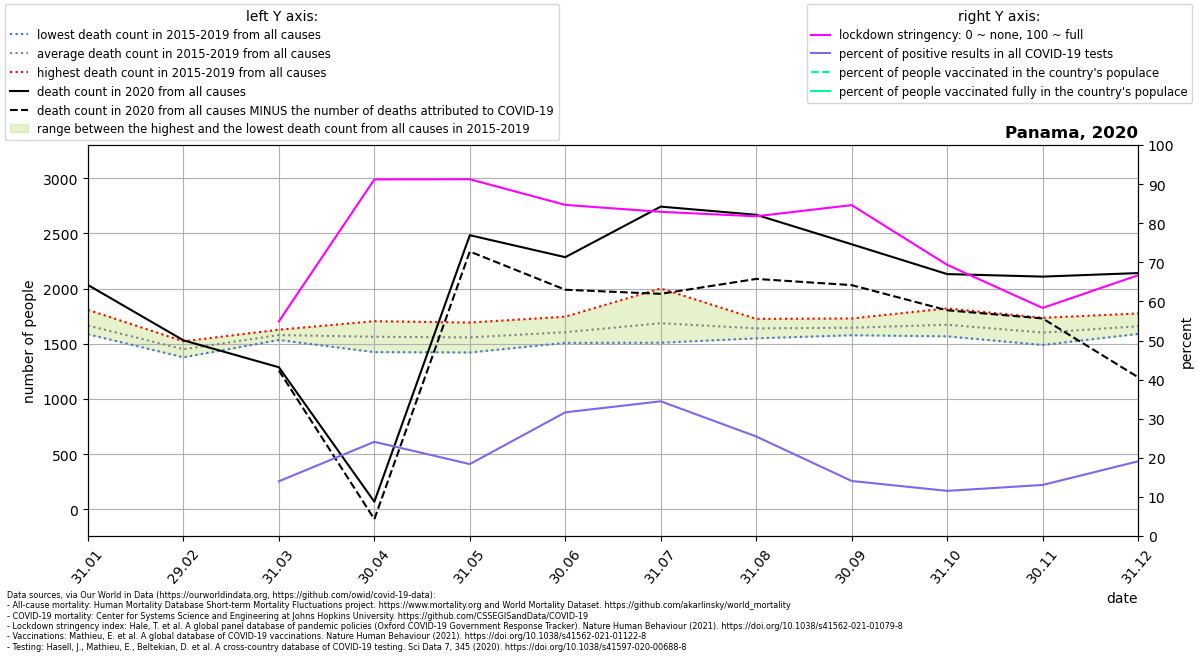 left Y axis:
lowest death count in 2015-2019 from all causes
average death count in 2015-2019 from all causes
highest death count in 2015-2019 from all causes
death count in 2020 from all causes
death count in 2020 from all causes MINUS the number of deaths attributed to COVID-19
range between the highest and the lowest death count from all causes in 2015-2019
right Y axis:
lockdown stringency: 0 ~ none, 100 ~ full
percent of positive results in all COVID-19 tests
percent of people vaccinated in the country's populace
percent of people vaccinated fully in the country's populace
Panama, 2020
number of people
3000
2500
2000
1500
1000
500
0
100
90
80
70
60
50
40
30
20
10
0
percent
31.01
29.02
31.03
30.04
31.05
30.06
31.07
31.08
30.09
31.10
30.11
31.12
date
Data sources, via Our World in Data (https://ourworldindata.org, https://github.com/owid/covid-19-data):
- All-cause mortality: Human Mortality Database Short-term Mortality Fluctuations project. https://www.mortality.org and World Mortality Dataset. https://github.com/akarlinsky/world_mortality
- COVID-19 mortality: Center for Systems Science and Engineering at Johns Hopkins University. https://github.com/CSSEGISandData/COVID-19
- Lockdown stringency index: Hale, T. et al. A global panel database of pandemic policies (Oxford COVID-19 Government Response Tracker). Nature Human Behaviour (2021). https://doi.org/10.1038/s41562-021-01079-8
- Vaccinations: Mathieu, E. et al. A global database of COVID-19 vaccinations. Nature Human Behaviour (2021). https://doi.org/10.1038/s41562-021-01122-8
- Testing: Hasell, J., Mathieu, E., Beltekian, D. et al. A cross-country database of COVID-19 testing. Sci Data 7, 345 (2020). https://doi.org/10.1038/s41597-020-00688-8